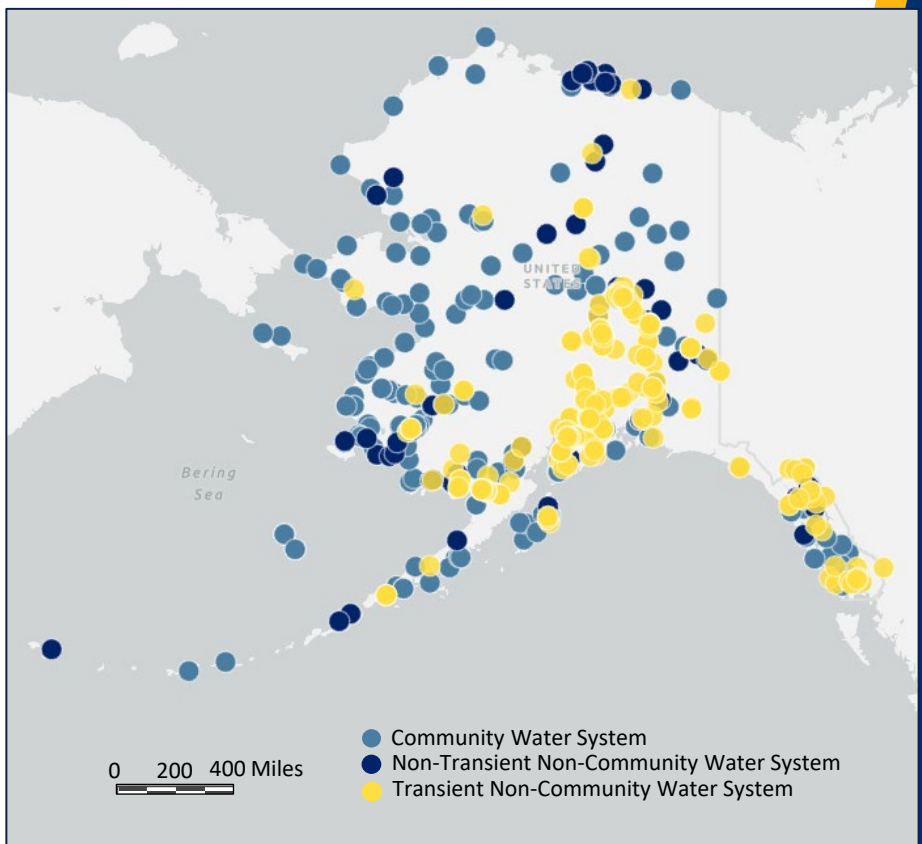 UNITED
STATES
Bering
Sea
Community Water System
Non-Transient Non-Community Water System
0 200 400 Miles
Transient Non-Community Water System